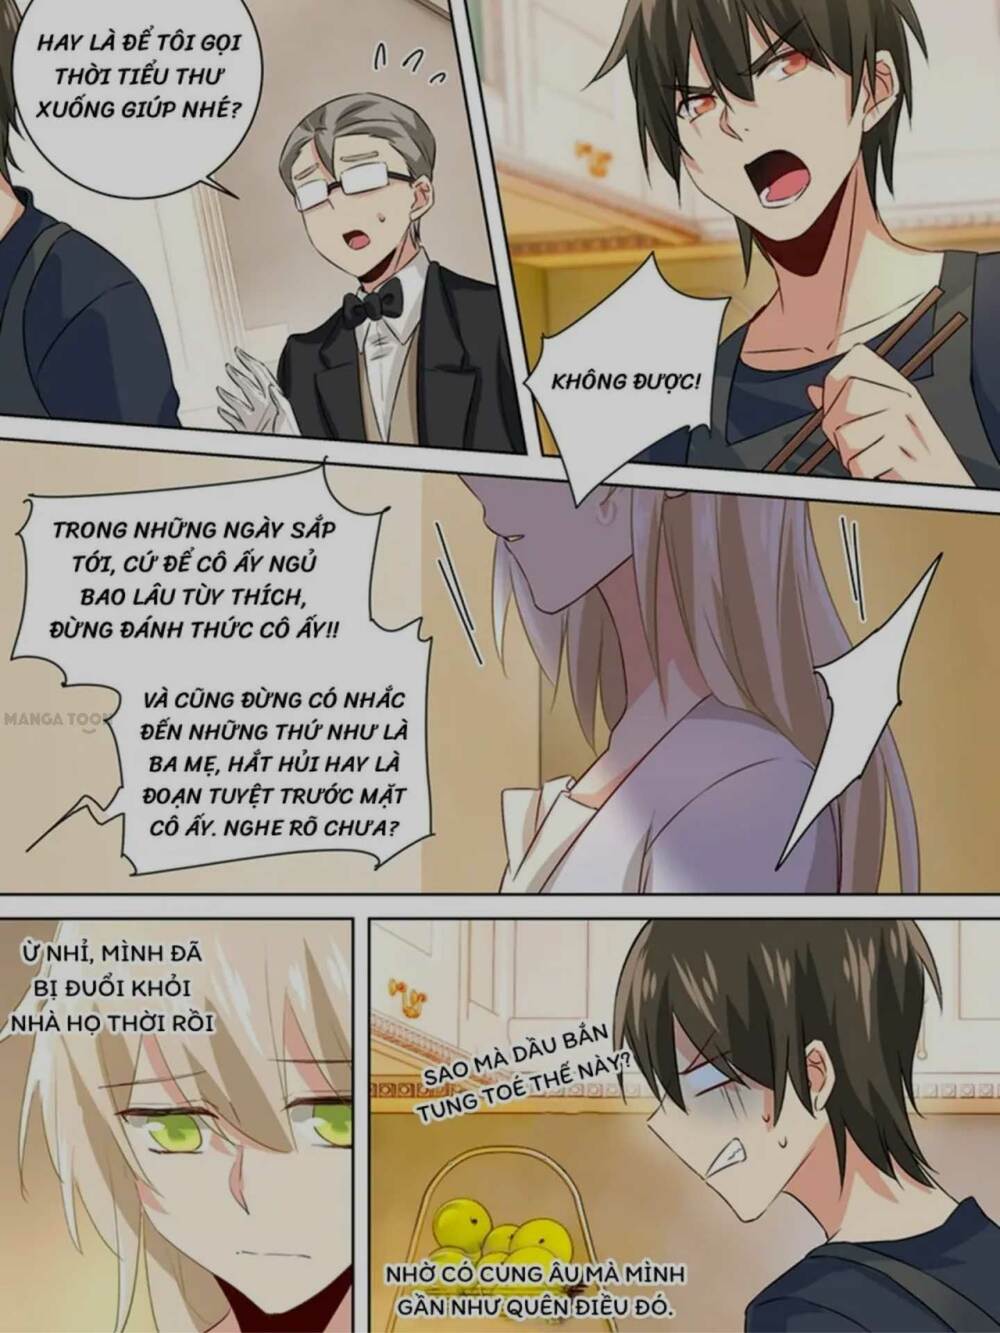 HAY LÀ ĐỂ TÔI GỌI
THỜI TIỂU THƯ
XUỐNG GIÚP NHÉ?
KHÔNG ĐƯỢC!
TRONG NHỮNG NGÀY SẮP
TỚI, CỨ ĐỂ CÔ ẤY NGỦ
BAO LÂU TÙY THÍCH,
ĐỪNG ĐÁNH THỨC CÔ ẤY!!
VÀ CŨNG ĐỪNG CÓ NHẮC
ĐẾN NHỮNG THỨ NHƯ LÀ
BA MẸ, HẮT HỦI HAY LÀ
ĐOẠN TUYỆT TRƯỚC MẶT
CÔ ẤY. NGHE RÕ CHƯA?
MANGA TOON
Ừ NHỈ, MÌNH ĐÃ
BỊ ĐUỔI KHỎI
NHÀ HỌ THỜI RỒI
SAO MÀ DẦU BẮN
TUNG TOÉ THẾ NÀY?
NHỜ CÓ CUNG ÂU MÀ MÌNH
GẦN NHƯ QUÊN ĐIỀU ĐÓ.